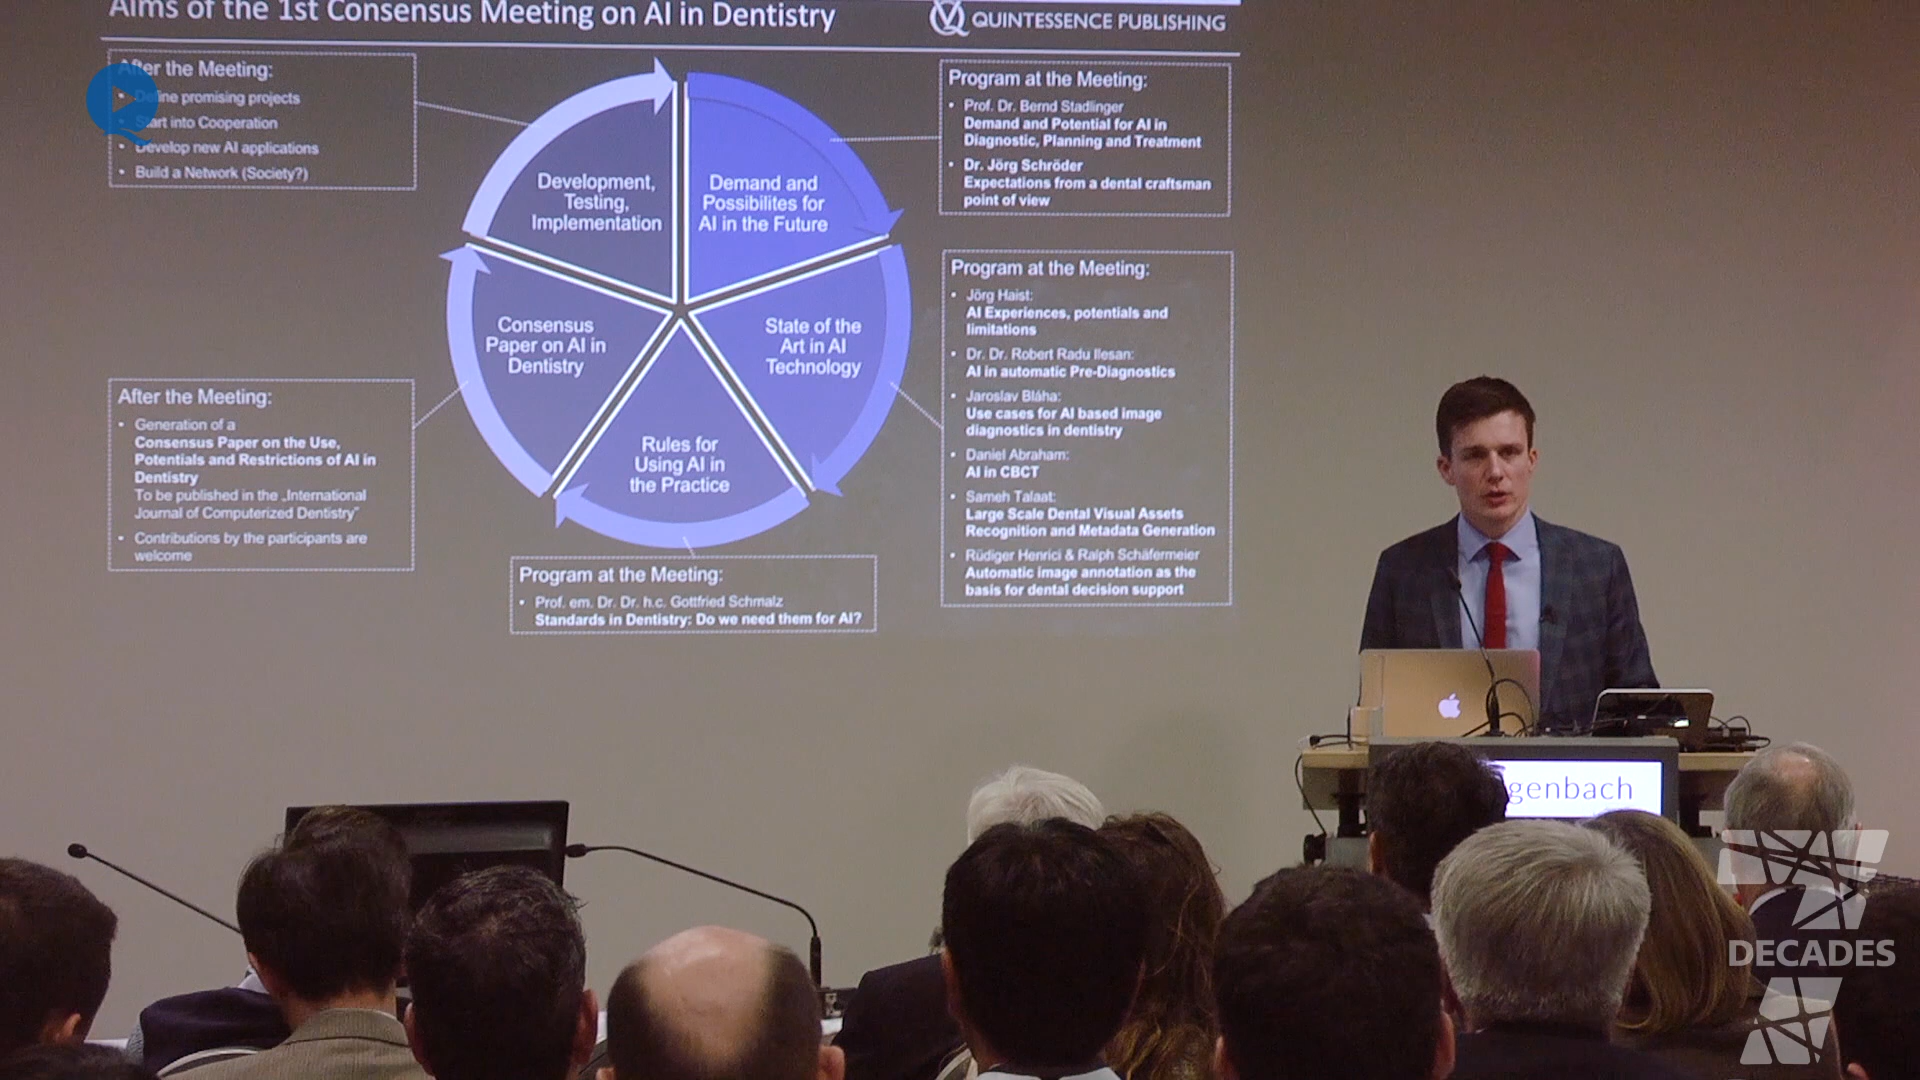 Aims of the 1st Consensus Meeting on AI in Dentistry
QUINTESSENCE PUBLISHING
After the Meeting:
• Define promising projects
• Start into Cooperation
• Develop new AI applications
• Build a Network (Society?)
Development,
Testing,
Implementation
Demand and
Possibilites for
AI in the Future
Program at the Meeting:
• Prof. Dr. Bernd Stadlinger
Demand and Potential for AI in
Diagnostic, Planning and Treatment
• Dr. Jörg Schröder
Expectations from a dental craftsman
point of view
Consensus
Paper on AI in
Dentistry
State of the
Art in AI
Technology
Program at the Meeting:
• Jörg Haist:
AI Experiences, potentials and
limitations
• Dr. Dr. Robert Radu Ilesan:
AI in automatic Pre-Diagnostics
• Jaroslav Bláha:
Use cases for AI based image
diagnostics in dentistry
• Daniel Abraham:
AI in CBCT
• Sameh Talaat:
Large Scale Dental Visual Assets
Recognition and Metadata Generation
• Rüdiger Henrici & Ralph Schäfermeier
Automatic image annotation as the
basis for dental decision support
After the Meeting:
• Generation of a
Consensus Paper on the Use,
Potentials and Restrictions of AI in
Dentistry
To be published in the „International
Journal of Computerized Dentistry"
• Contributions by the participants are
welcome
Rules for
Using AI in
the Practice
Program at the Meeting:
• Prof. em. Dr. Dr. h.c. Gottfried Schmalz
Standards in Dentistry: Do we need them for AI?
genbach
DECADES